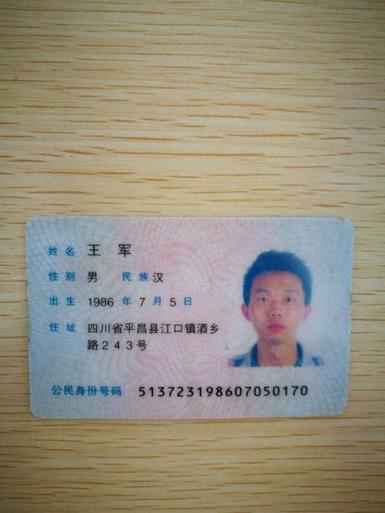 姓名 王军
性别 男 民族 汉
出生 1986 年 7 月 5 日
住址 四川省平昌县江口镇酒乡
路243号
公民身份号码 513723198607050170